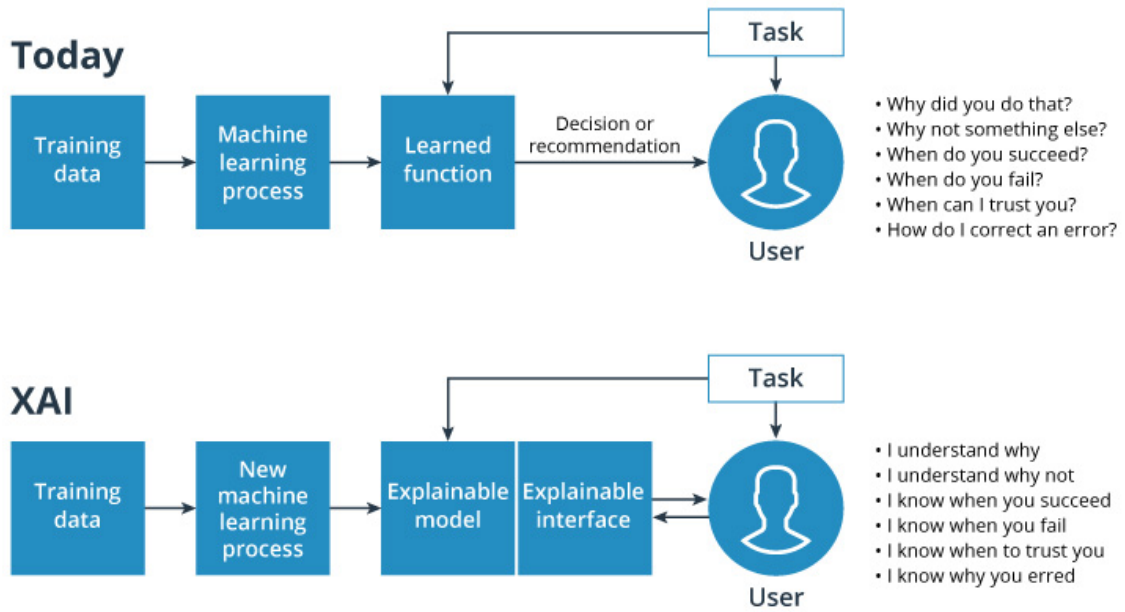 Task
Today
Training
data
Machine
learning
process
Learned
function
Decision or
recommendation
User
• Why did you do that?
• Why not something else?
• When do you succeed?
• When do you fail?
• When can I trust you?
• How do I correct an error?
Task
XAI
Training
data
New
machine
learning
process
Explainable
model
Explainable
interface
User
• I understand why
• I understand why not
• I know when you succeed
• I know when you fail
• I know when to trust you
• I know why you erred